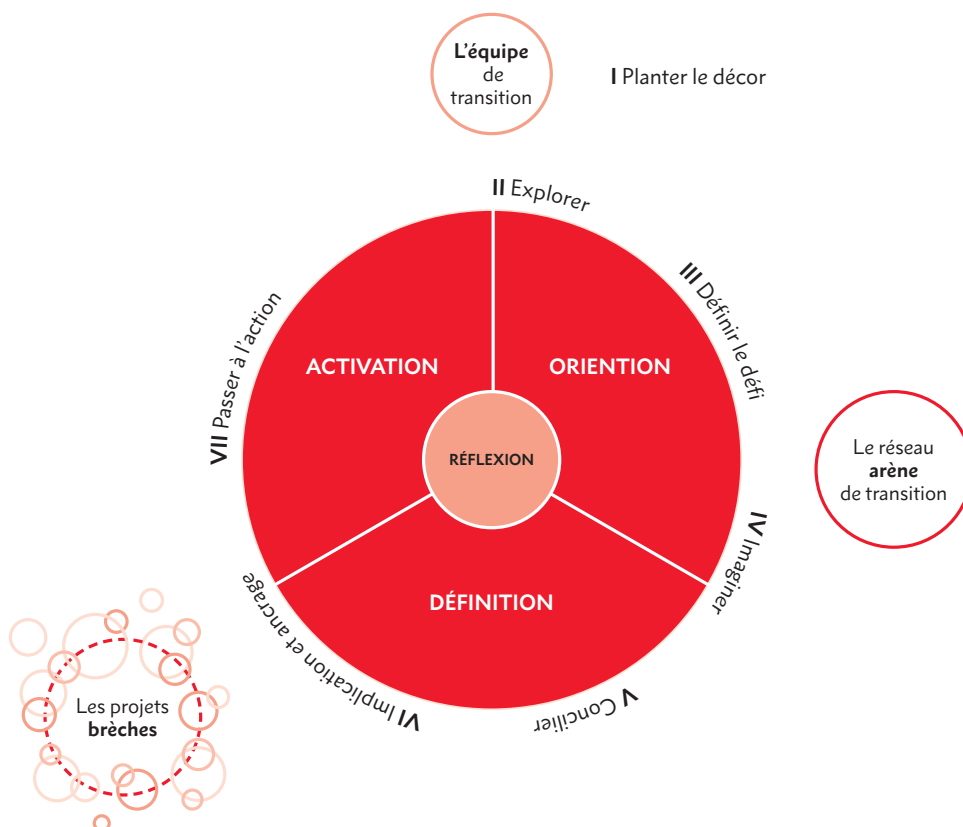 L'équipe
de
transition
I Planter le décor
II Explorer
III Définir le défi
ACTIVATION
ORIENTION
VII Passer à l'action
RÉFLEXION
Le réseau
arène
de transition
IV Imaginer
DÉFINITION
VI Implication et ancrage
V Concilier
Les projets
brèches